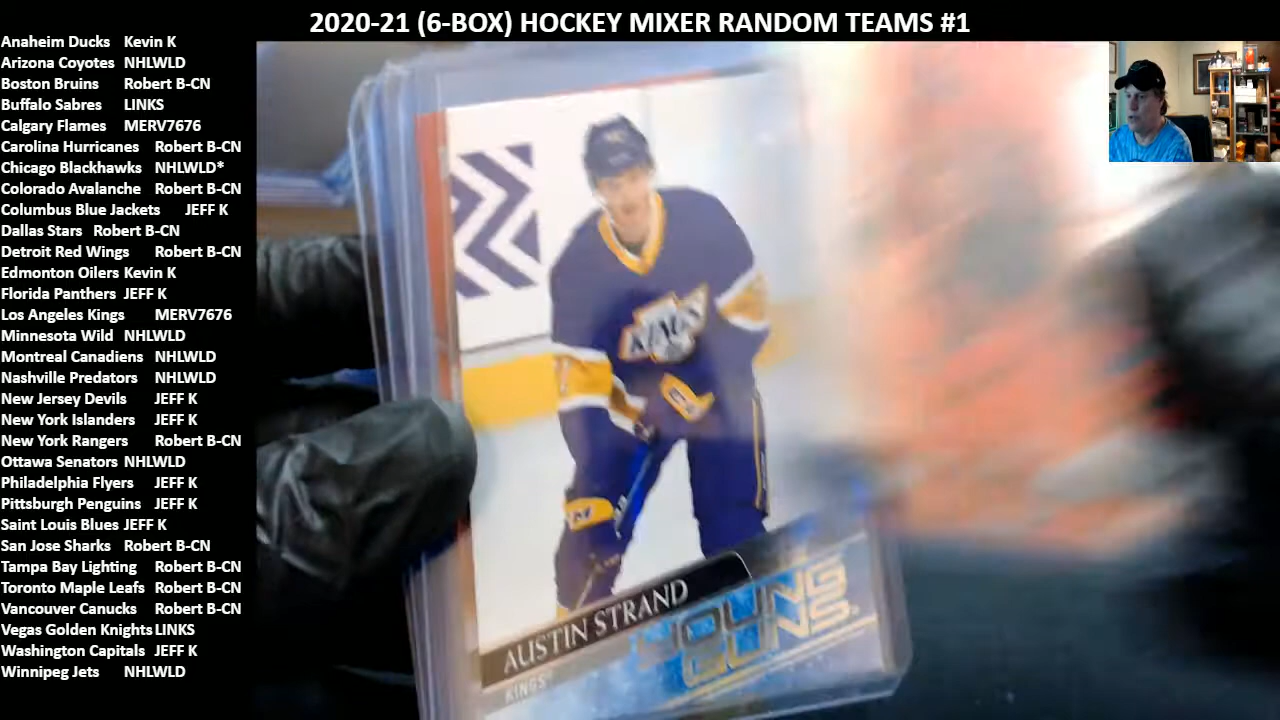 2020-21 (6-BOX) HOCKEY MIXER RANDOM TEAMS #1
Anaheim Ducks Kevin K
Arizona Coyotes NHLWLD
Boston Bruins Robert B-CN
Buffalo Sabres LINKS
Calgary Flames MERV7676
Carolina Hurricanes Robert B-CN
Chicago Blackhawks NHLWLD*
Colorado Avalanche Robert B-CN
Columbus Blue Jackets JEFF K
Dallas Stars Robert B-CN
Detroit Red Wings Robert B-CN
Edmonton Oilers Kevin K
Florida Panthers JEFF K
Los Angeles Kings MERV7676
Minnesota Wild NHLWLD
Montreal Canadiens NHLWLD
Nashville Predators NHLWLD
New Jersey Devils JEFF K
New York Islanders JEFF K
New York Rangers Robert B-CN
Ottawa Senators NHLWLD
Philadelphia Flyers JEFF K
Pittsburgh Penguins JEFF K
Saint Louis Blues JEFF K
San Jose Sharks Robert B-CN
Tampa Bay Lighting Robert B-CN
Toronto Maple Leafs Robert B-CN
Vancouver Canucks Robert B-CN
Vegas Golden Knights LINKS
Washington Capitals JEFF K
Winnipeg Jets NHLWLD
KINGS
AUSTIN STRAND
KINGS
YOUNG
GUNS